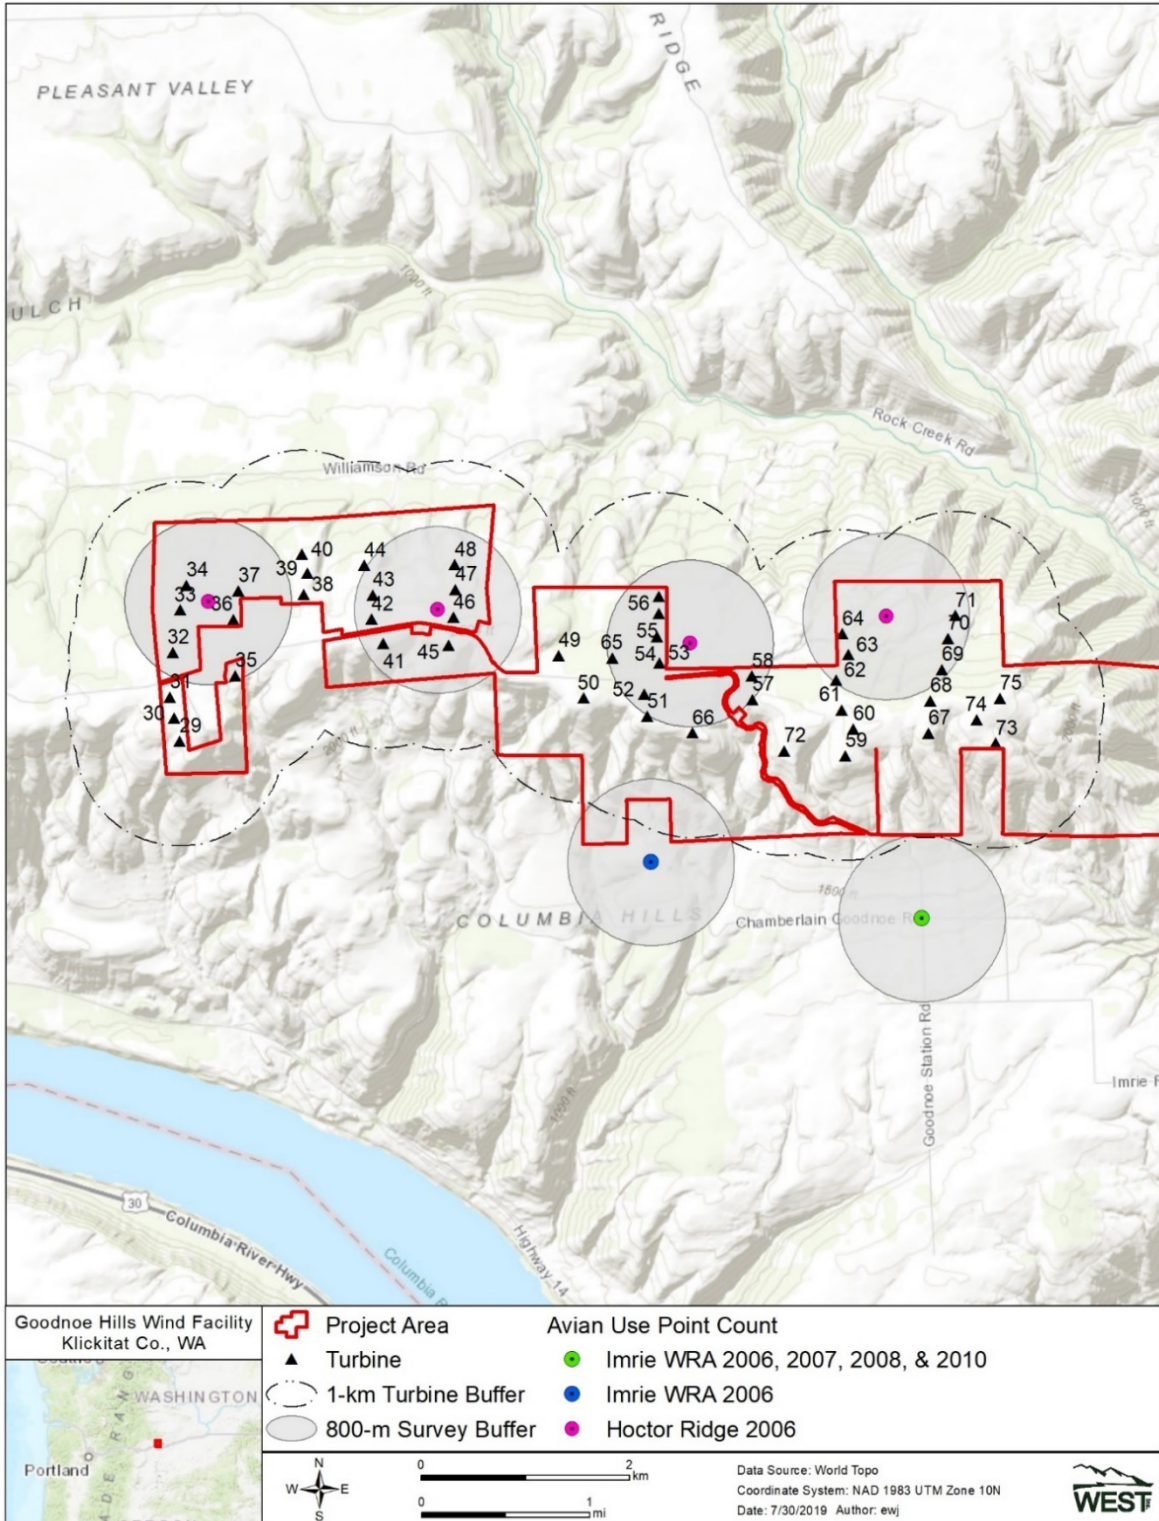 RIDGE
PLEASANT VALLEY
1000 ft
ULCH
Rock Creek Rd
Williamson Rd
1000 ft
40
44
48
39
34
37
38
43
47
33
36
42
46
56
71
64
70
32
49
65
55
63
35
41
45
54
53
58
62
69
31
50
52
57
61
68
75
30
51
66
60
67
74
29
72
59
73
2000 ft
2000 ft
1600 ft
COLUMBIA HILLS
Chamberlain Goodnoe R
Goodnoe Station Rd
Imrie R
1000 ft
30
Columbia River Hwy
Highway 14
Columbia R
Goodnoe Hills Wind Facility
Klickitat Co., WA
WASHINGTON
Portland
Project Area
Turbine
1-km Turbine Buffer
800-m Survey Buffer
Avian Use Point Count
Imrie WRA 2006, 2007, 2008, & 2010
Imrie WRA 2006
Hoctor Ridge 2006
N
W E
S
0 2
km
0 1
mi
Data Source: World Topo
Coordinate System: NAD 1983 UTM Zone 10N
Date: 7/30/2019 Author: ewj
WEST